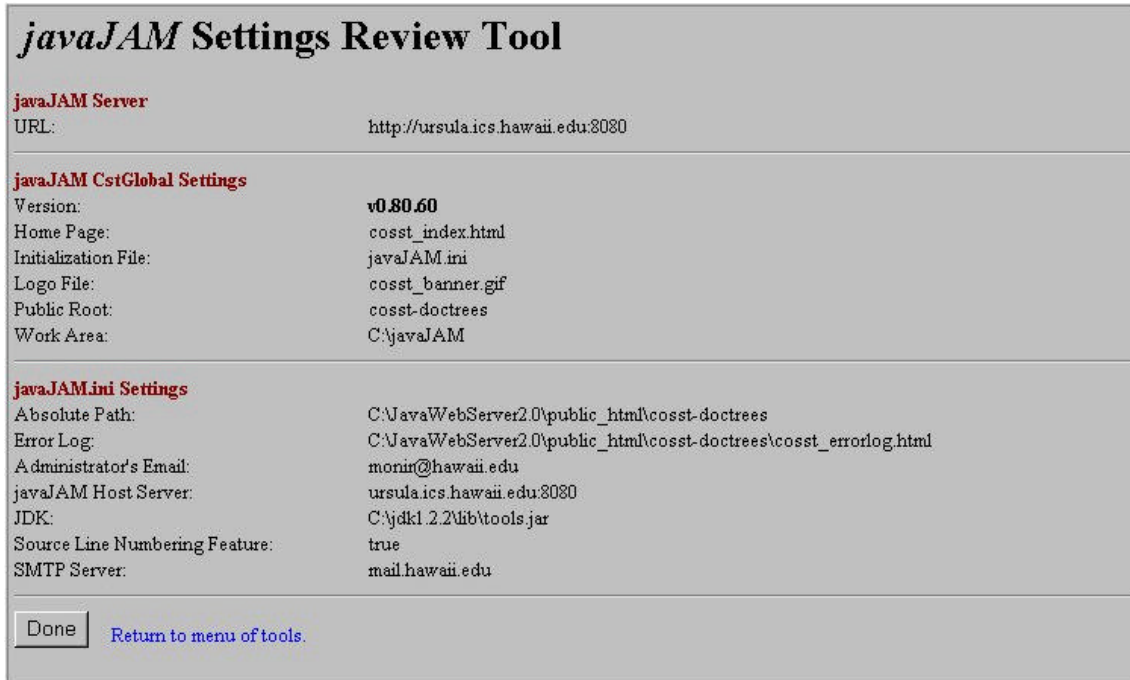 javaJAM Settings Review Tool
javaJAM Server
URL: http://ursula.ics.hawaii.edu:8080
javaJAM CstGlobal Settings
Version: v0.80.60
Home Page: cosst_index.html
Initialization File: javaJAM.ini
Logo File: cosst_banner.gif
Public Root: cosst-doctrees
Work Area: C:\javaJAM
javaJAM.ini Settings
Absolute Path: C:\JavaWebServer2.0\public_html\cosst-doctrees
Error Log: C:\JavaWebServer2.0\public_html\cosst-doctrees\cosst_errorlog.html
Administrator's Email: monir@hawaii.edu
javaJAM Host Server: ursula.ics.hawaii.edu:8080
JDK: C:\jdk1.2.2\lib\tools.jar
Source Line Numbering Feature: true
SMTP Server: mail.hawaii.edu
Done Return to menu of tools.